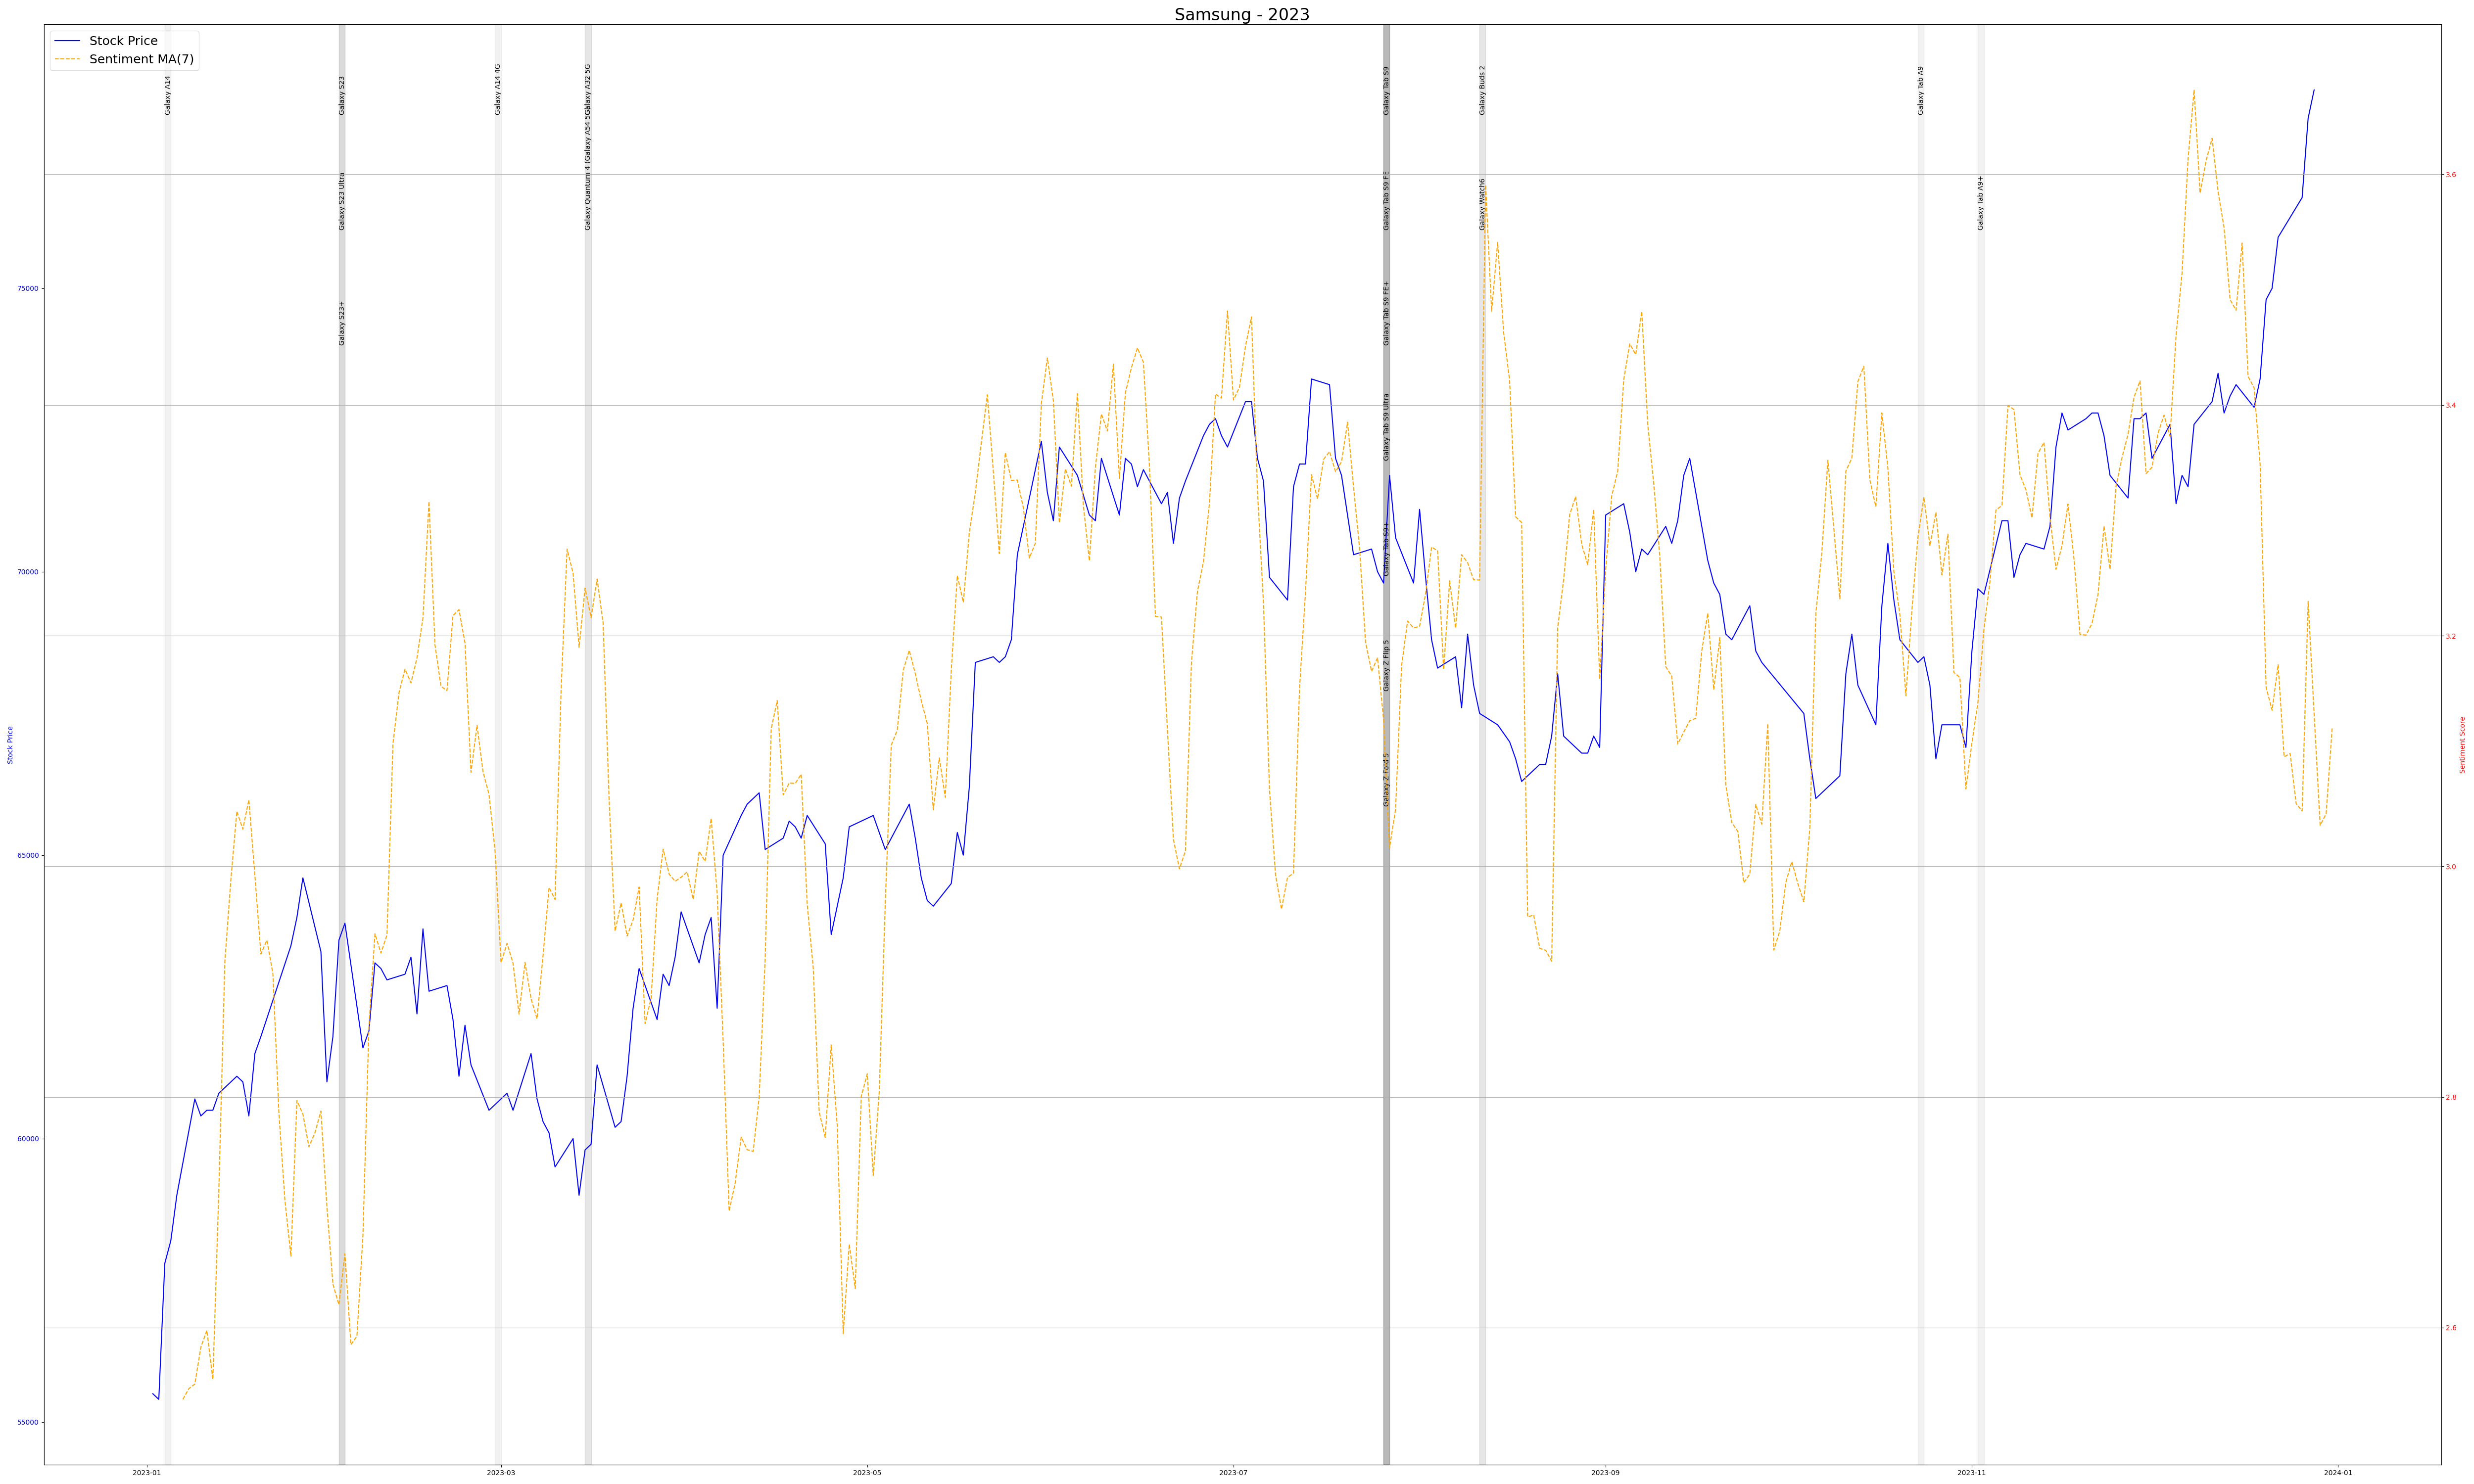 Samsung - 2023
Stock Price
Sentiment MA(7)
Galaxy A14
Galaxy S23
Galaxy S23 Ultra
Galaxy S23+
Galaxy A14 4G
Galaxy A32 5G
Galaxy Quantum 4 (Galaxy A54 5G)
Galaxy Tab S9
Galaxy Tab S9 FE
Galaxy Tab S9 FE+
Galaxy Tab S9 Ultra
Galaxy Tab S9+
Galaxy Z Flip 5
Galaxy Z Fold 5
Galaxy Buds 2
Galaxy Watch6
Galaxy Tab A9
Galaxy Tab A9+
75000
70000
65000
60000
55000
Stock Price
3.6
3.4
3.2
3.0
2.8
2.6
Sentiment Score
2023-01
2023-03
2023-05
2023-07
2023-09
2023-11
2024-01